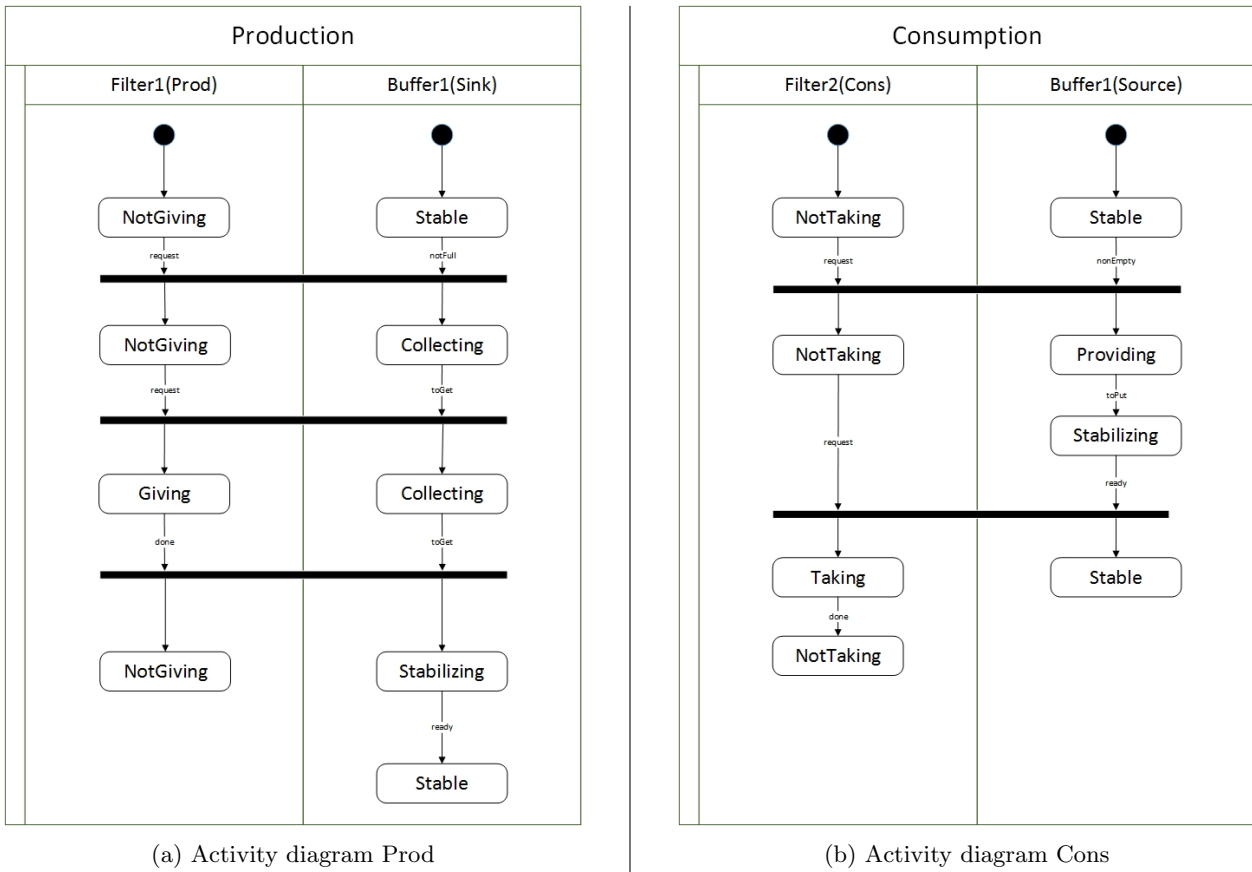 Production
Filter1(Prod) Buffer1(Sink)
NotGiving Stable
request notFull
NotGiving Collecting
request toGet
Giving Collecting
done toGet
NotGiving Stabilizing
ready
Stable
(a) Activity diagram Prod
Consumption
Filter2(Cons) Buffer1(Source)
NotTaking Stable
request nonEmpty
NotTaking Providing
toPut
Stabilizing
request
ready
Taking Stable
done
NotTaking
(b) Activity diagram Cons